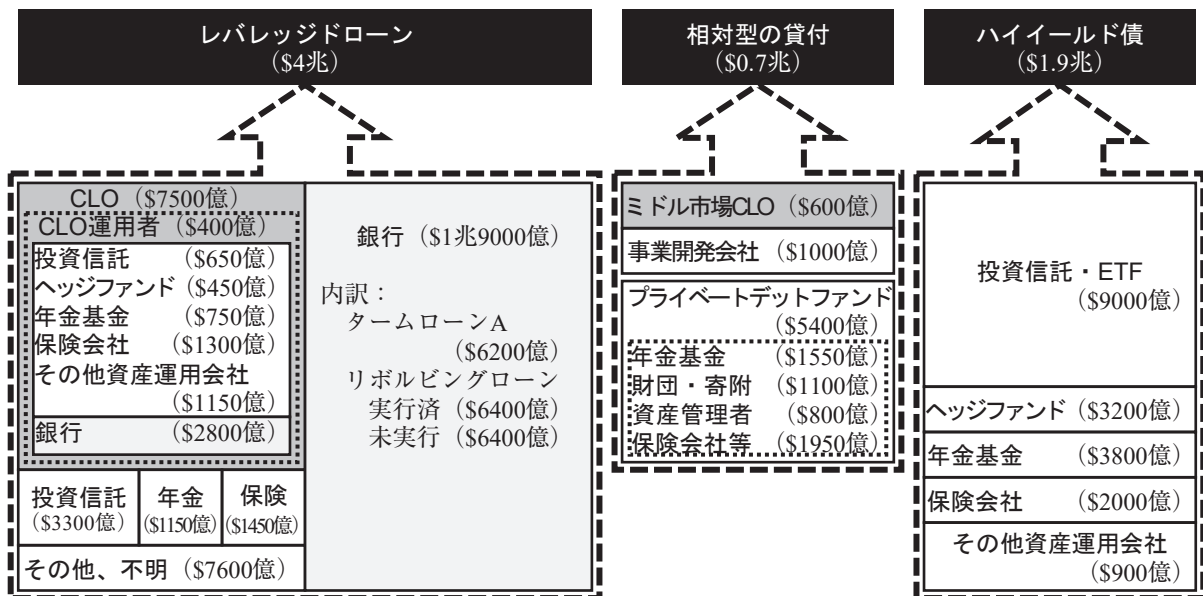 レバレッジドローン
（$4兆）
CLO（$7500億）
CLO運用者（$400億）
投資信託　（$650億）
ヘッジファンド（$450億）
年金基金　（$750億）
保険会社　（$1300億）
その他資産運用会社
（$1150億）
銀行　（$2800億）
投資信託
（$3300億）
年金
（$1150億）
保険
（$1450億）
その他、不明（$7600億）
銀行（$1兆9000億）
内訳：
タームローンA
（$6200億）
リボルビングローン
実行済（$6400億）
未実行（$6400億）
相対型の貸付
（$0.7兆）
ミドル市場CLO（$600億）
事業開発会社（$1000億）
プライベートデットファンド
（$5400億）
年金基金　（$1550億）
財団・寄附　（$1100億）
資産管理者　（$800億）
保険会社等　（$1950億）
ハイイールド債
（$1.9兆）
投資信託・ETF
（$9000億）
ヘッジファンド（$3200億）
年金基金　（$3800億）
保険会社　（$2000億）
その他資産運用会社
（$900億）